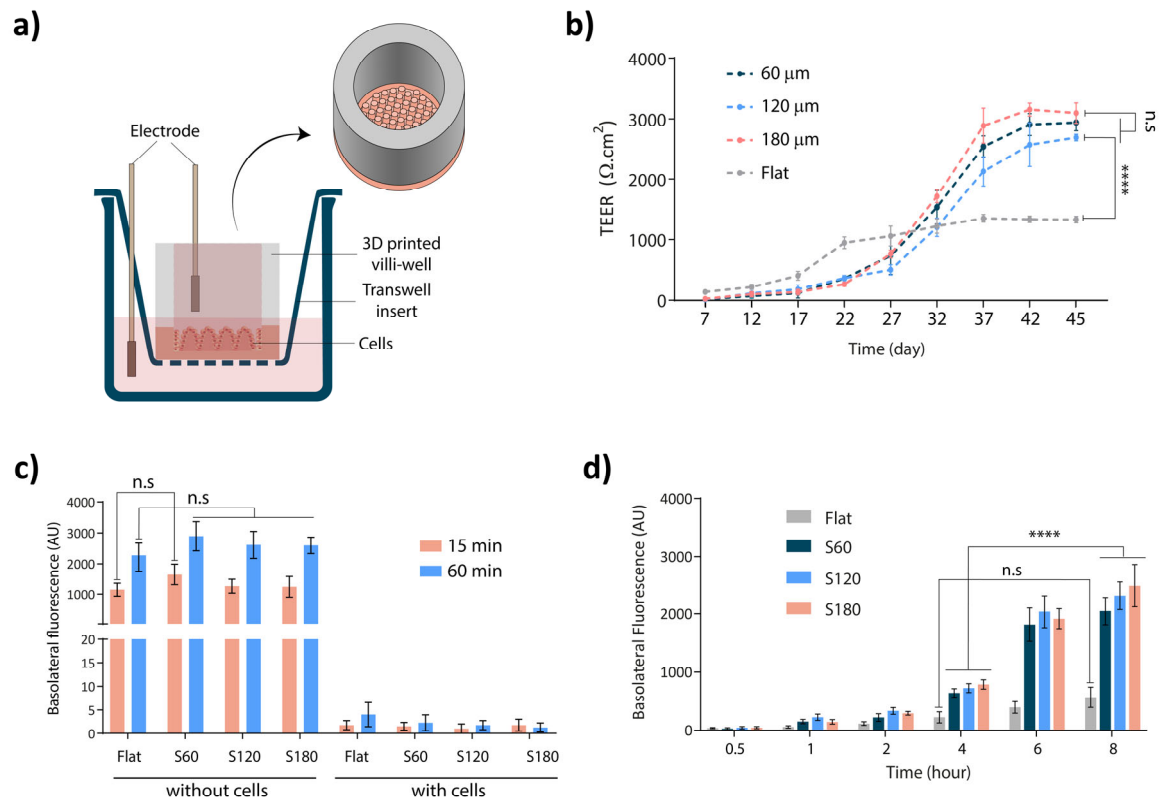 a)
Electrode
3D printed
villi-well
Transwell
insert
Cells
b)
4000
3000
2000
1000
0
TEER (Ω.cm²)
60 µm
120 µm
180 µm
Flat
n.s
****
7 12 17 22 27 32 37 42 45
Time (day)
c)
n.s
n.s
Basolateral fluorescence (AU)
4000
3000
2000
1000
20
15
10
5
0
15 min
60 min
Flat S60 S120 S180 Flat S60 S120 S180
without cells with cells
d)
Basolateral Fluorescence (AU)
4000
3000
2000
1000
0
Flat
S60
S120
S180
****
n.s
0.5 1 2 4 6 8
Time (hour)